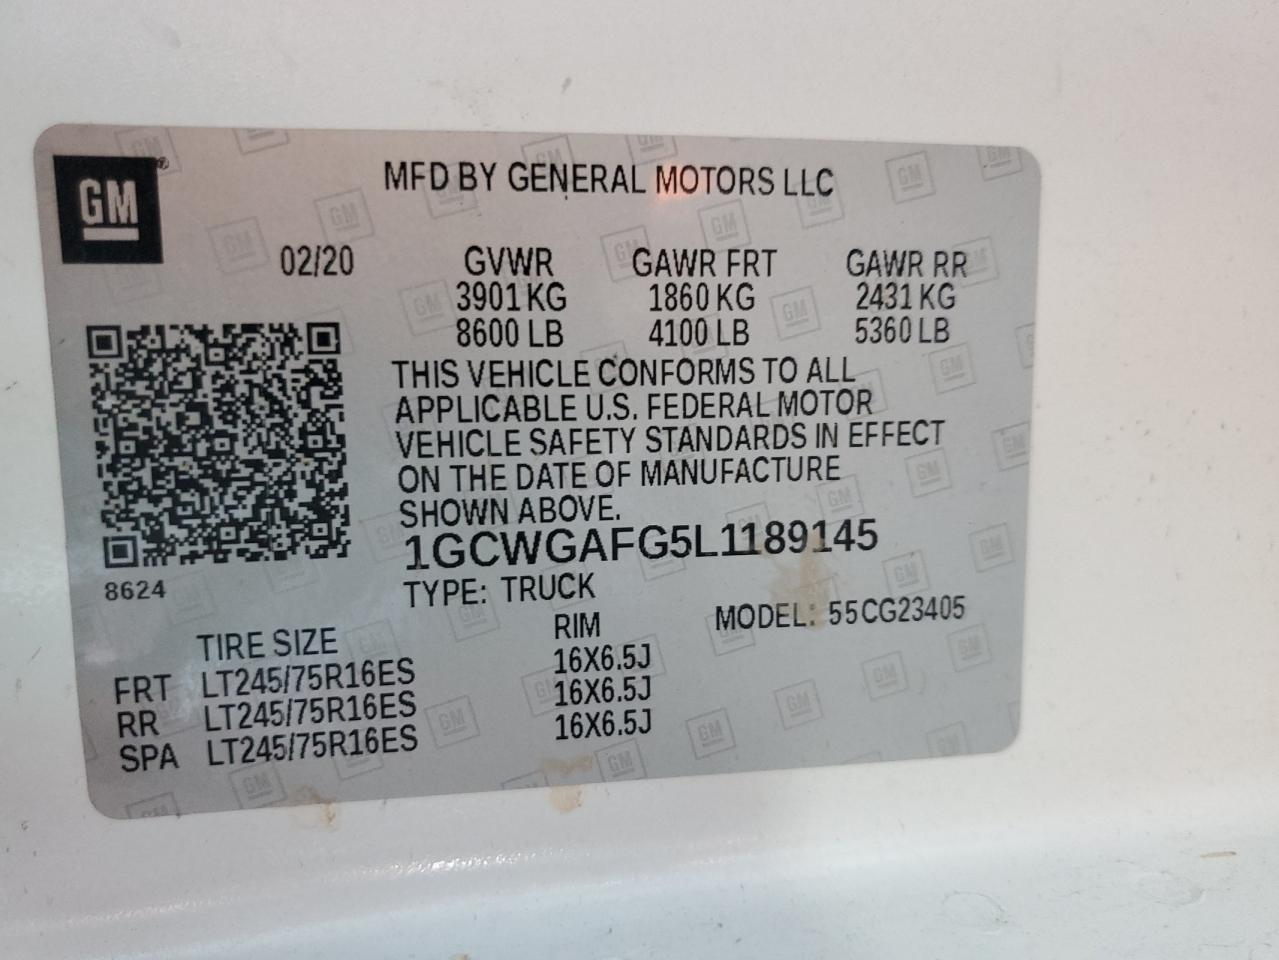 GM ®
MFD BY GENERAL MOTORS LLC
02/20 GVWR GAWR FRT GAWR RR
3901 KG 1860 KG 2431 KG
8600 LB 4100 LB 5360 LB
THIS VEHICLE CONFORMS TO ALL
APPLICABLE U.S. FEDERAL MOTOR
VEHICLE SAFETY STANDARDS IN EFFECT
ON THE DATE OF MANUFACTURE
SHOWN ABOVE.
1GCWGAFG5L1189145
8624
TYPE: TRUCK
MODEL: 55CG23405
TIRE SIZE RIM
FRT LT245/75R16ES 16X6.5J
RR LT245/75R16ES 16X6.5J
SPA LT245/75R16ES 16X6.5J